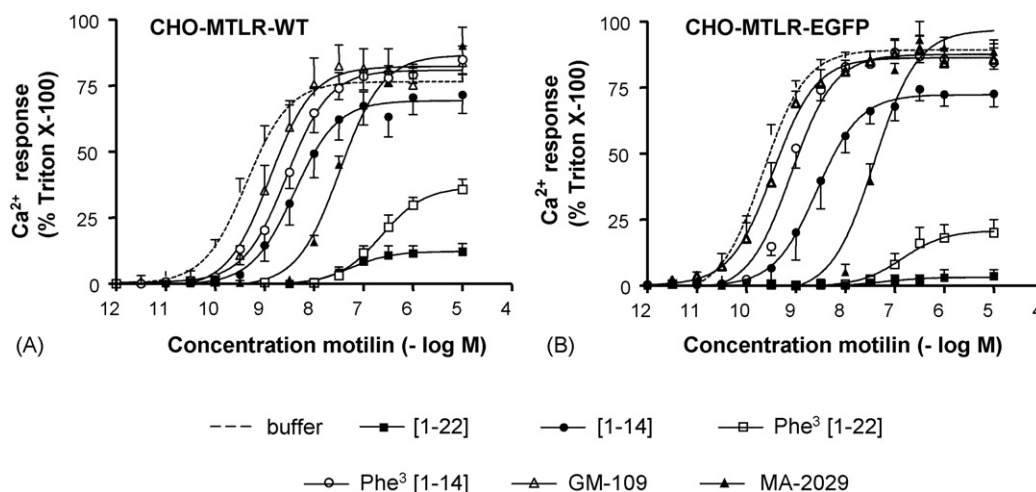 CHO-MTLR-WT
Ca²⁺ response
(% Triton X-100)
100
75
50
25
0
12 11 10 9 8 7 6 5 4
(A)
Concentration motilin (- log M)
CHO-MTLR-EGFP
Ca²⁺ response
(% Triton X-100)
100
75
50
25
0
12 11 10 9 8 7 6 5 4
(B)
Concentration motilin (- log M)
buffer [1-22] [1-14] Phe³ [1-22]
Phe³ [1-14] GM-109 MA-2029